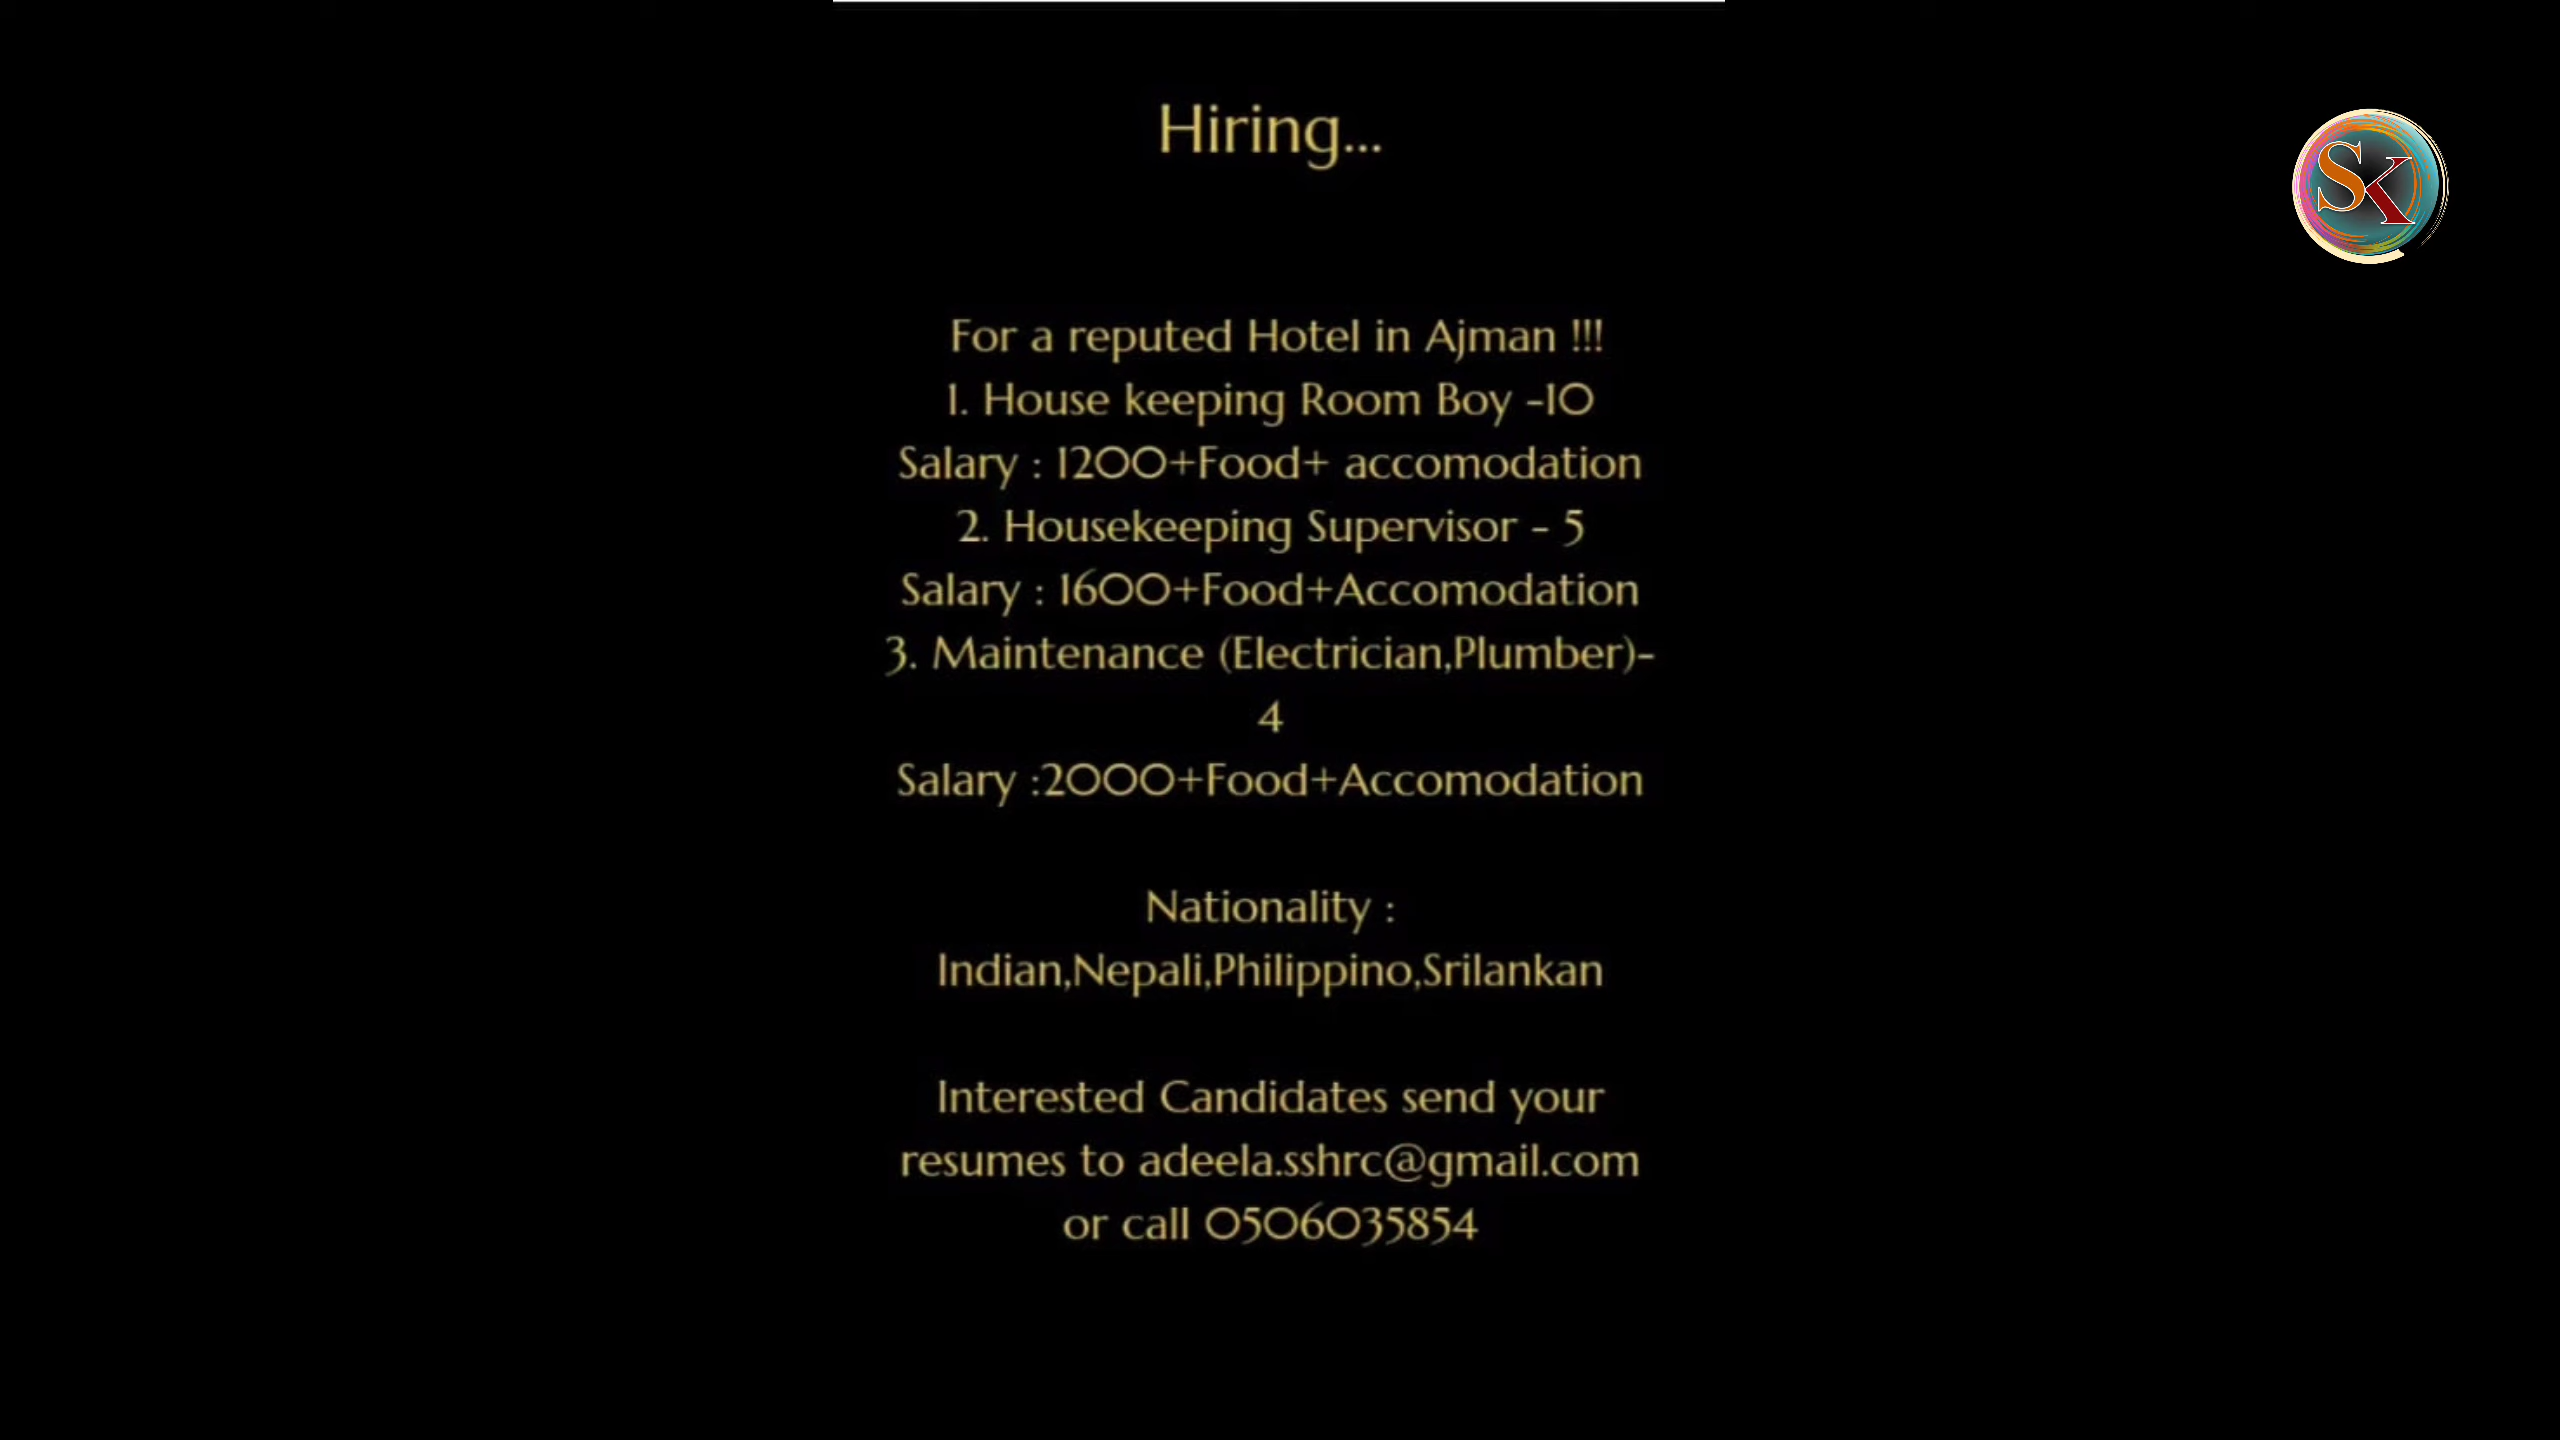 Hiring...
SK
For a reputed Hotel in Ajman !!!
1. House keeping Room Boy -10
Salary : 1200+Food+ accomodation
2. Housekeeping Supervisor - 5
Salary : 1600+Food+Accomodation
3. Maintenance (Electrician,Plumber)-
4
Salary :2000+Food+Accomodation
Nationality :
Indian,Nepali,Philippino,Srilankan
Interested Candidates send your
resumes to adeela.sshrc@gmail.com
or call 0506035854